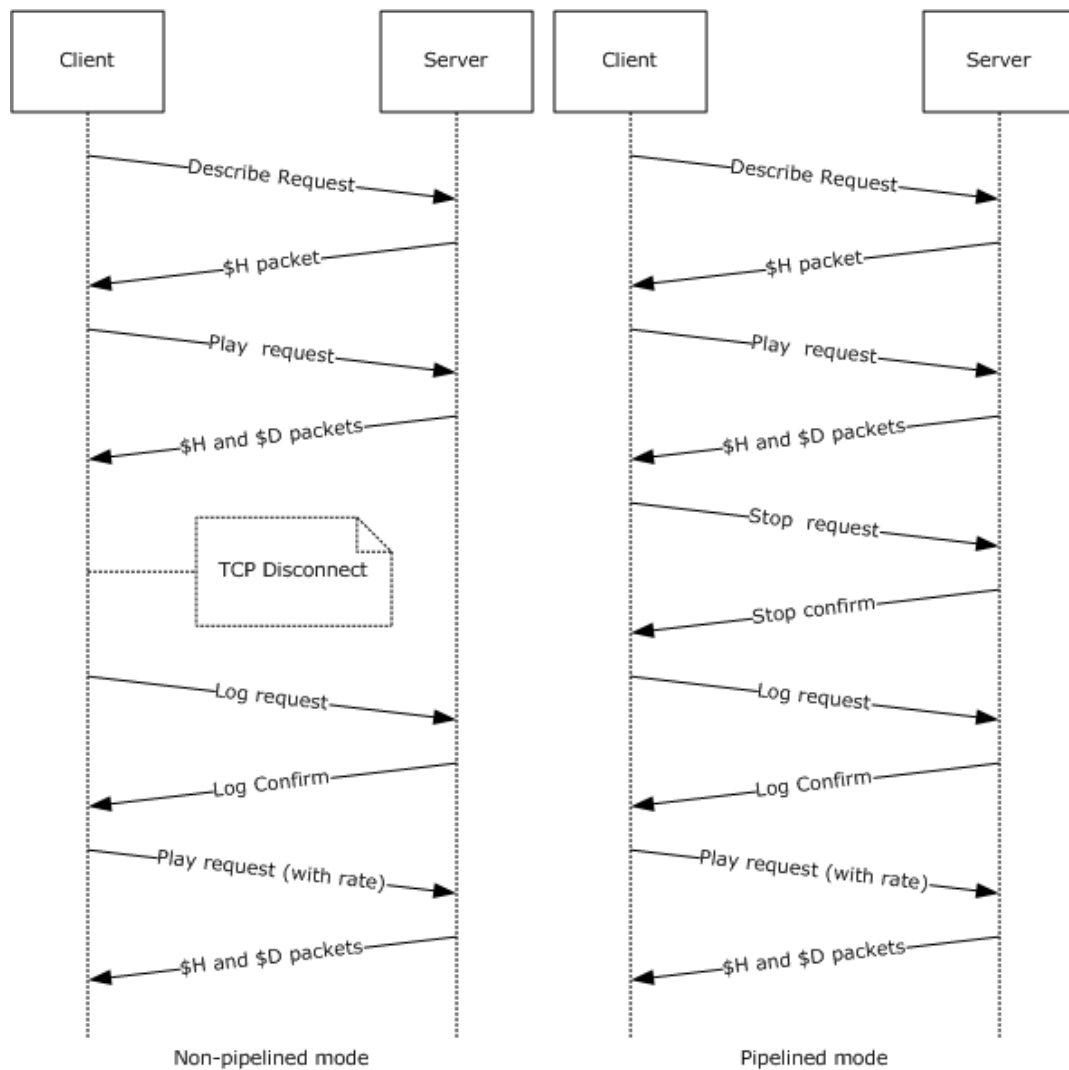 Client
Server
Describe Request
$H packet
Play  request
$H and $D packets
TCP Disconnect
Log request
Log Confirm
Play request (with rate)
$H and $D packets
Non-pipelined mode
Client
Server
Describe Request
$H packet
Play  request
$H and $D packets
Stop  request
Stop confirm
Log request
Log Confirm
Play request (with rate)
$H and $D packets
Pipelined mode